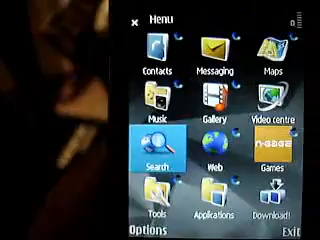 Menu
Contacts Messaging Maps
Music Gallery Video centre
N-GAGE
Search Web Games
Tools Applications Download!
Options Exit